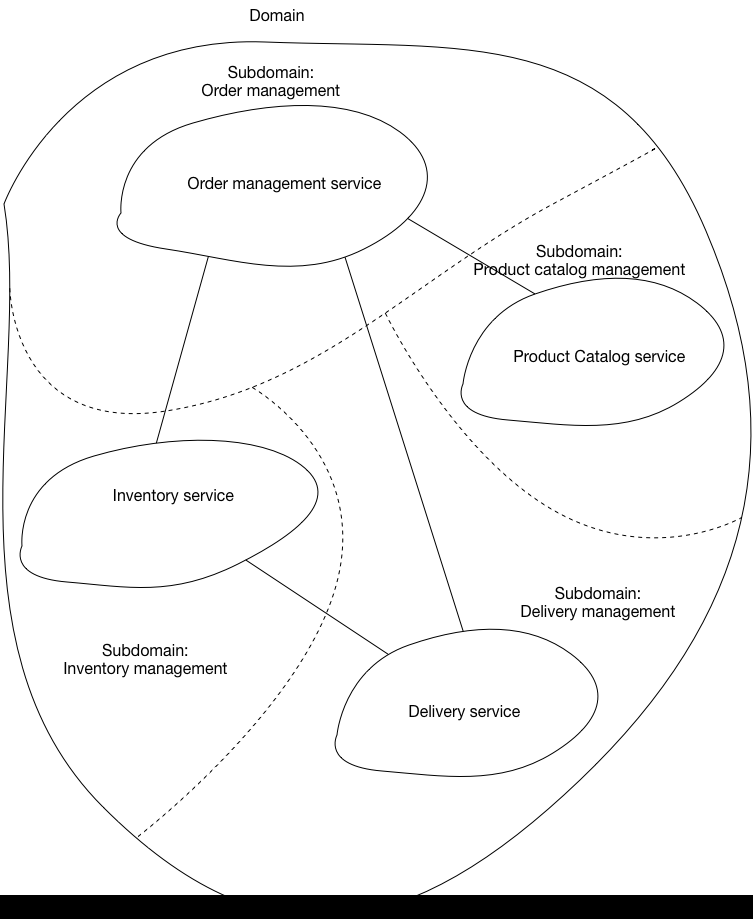 Domain
Subdomain:
Order management
Order management service
Subdomain:
Product catalog management
Product Catalog service
Inventory service
Subdomain:
Delivery management
Subdomain:
Inventory management
Delivery service